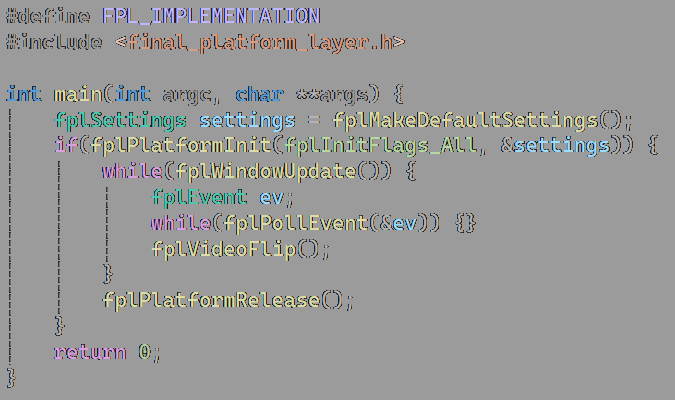 #define FPL_IMPLEMENTATION
#include <final_platform_layer.h>
int main(int argc, char **args) {
fplSettings settings = fplMakeDefaultSettings();
if(fplPlatformInit(fplInitFlags_All, &settings)) {
while(fplWindowUpdate()) {
fplEvent ev;
while(fplPollEvent(&ev)) {}
fplVideoFlip();
}
fplPlatformRelease();
}
return 0;
}